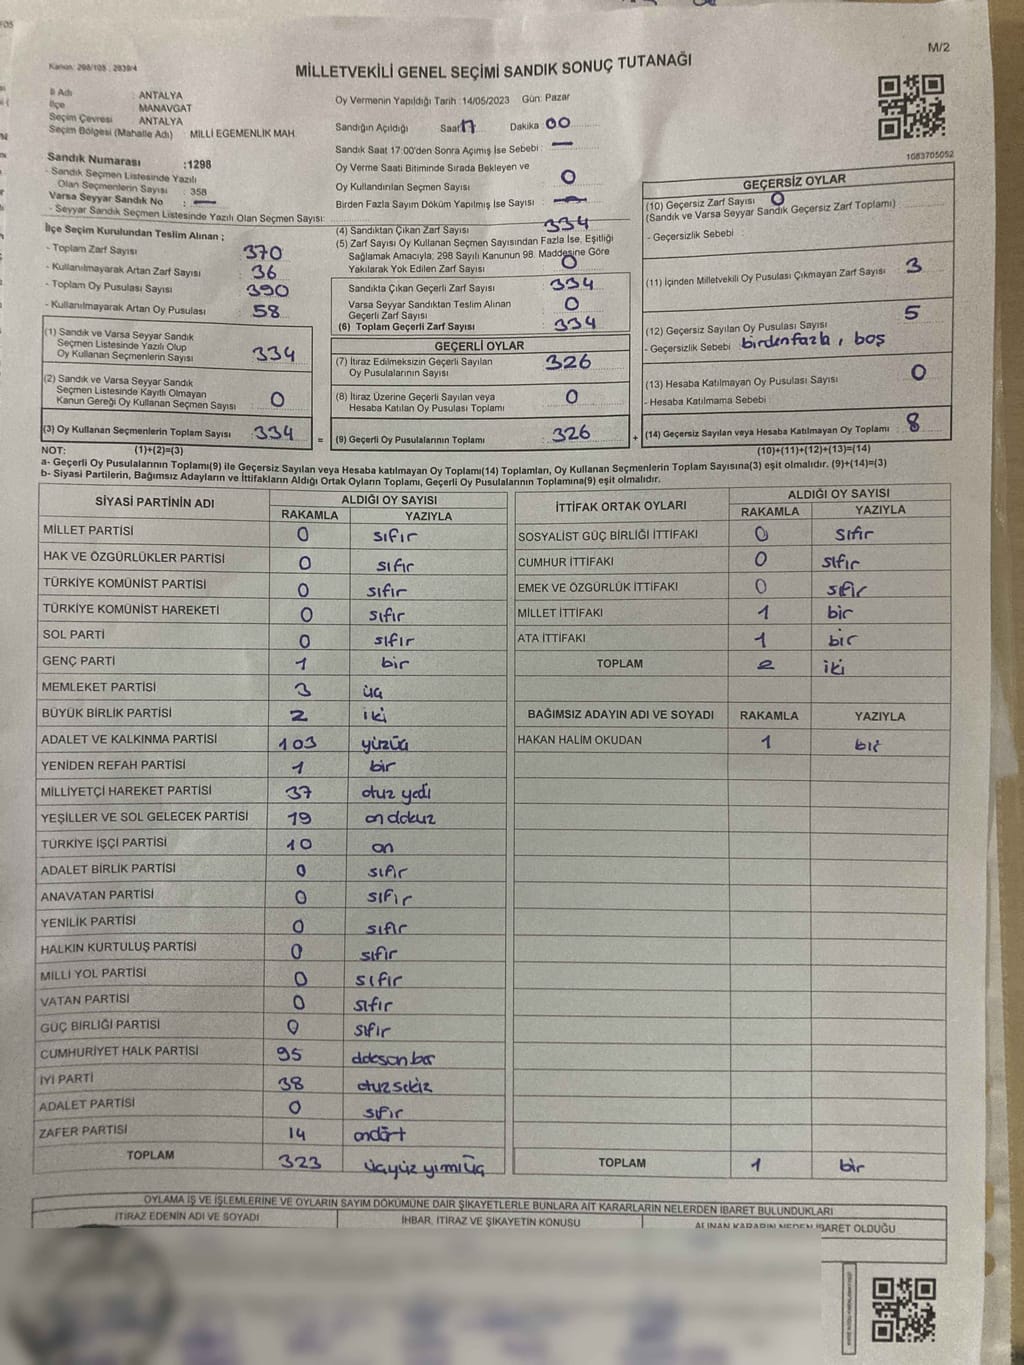 M/2
Kanun: 298/105 , 2839/4
MİLLETVEKİLİ GENEL SEÇİMİ SANDIK SONUÇ TUTANAĞI
İl Adı : ANTALYA
İlçe : MANAVGAT
Seçim Çevresi : ANTALYA
Seçim Bölgesi (Mahalle Adı) : MİLLİ EGEMENLİK MAH
Oy Vermenin Yapıldığı Tarih :14/05/2023 Gün: Pazar
Sandığın Açıldığı Saat 17 Dakika 00
Sandık Saat 17:00'den Sonra Açımış İse Sebebi : —
Oy Verme Saati Bitiminde Sırada Bekleyen ve
Oy Kullandırılan Seçmen Sayısı 0
Birden Fazla Sayım Döküm Yapılmış İse Sayısı : —
1083705052
Sandık Numarası :1298
- Sandık Seçmen Listesinde Yazılı
Olan Seçmenlerin Sayısı : 358
Varsa Seyyar Sandık No : —
- Seyyar Sandık Seçmen Listesinde Yazılı Olan Seçmen Sayısı:
İlçe Seçim Kurulundan Teslim Alınan ;
- Toplam Zarf Sayısı : 370
- Kullanılmayarak Artan Zarf Sayısı : 36
- Toplam Oy Pusulası Sayısı : 390
- Kullanılmayarak Artan Oy Pusulası : 58
(1) Sandık ve Varsa Seyyar Sandık
Seçmen Listesinde Yazılı Olup
Oy Kullanan Seçmenlerin Sayısı : 334
(2) Sandık ve Varsa Seyyar Sandık
Seçmen Listesinde Kayıtlı Olmayan
Kanun Gereği Oy Kullanan Seçmen Sayısı : 0
(3) Oy Kullanan Seçmenlerin Toplam Sayısı : 334
(1)+(2)=(3)
(4) Sandıktan Çıkan Zarf Sayısı 334
(5) Zarf Sayısı Oy Kullanan Seçmen Sayısından Fazla İse, Eşitliği
Sağlamak Amacıyla; 298 Sayılı Kanunun 98. Maddesine Göre
Yakılarak Yok Edilen Zarf Sayısı : 0
Sandıkta Çıkan Geçerli Zarf Sayısı : 334
Varsa Seyyar Sandıktan Teslim Alınan
Geçerli Zarf Sayısı : 0
(6) Toplam Geçerli Zarf Sayısı : 334
GEÇERLİ OYLAR
(7) İtiraz Edilmeksizin Geçerli Sayılan
Oy Pusulalarının Sayısı : 326
(8) İtiraz Üzerine Geçerli Sayılan veya
Hesaba Katılan Oy Pusulası Toplamı : 0
= (9) Geçerli Oy Pusulalarının Toplamı : 326
GEÇERSİZ OYLAR
(10) Geçersiz Zarf Sayısı : 0
(Sandık ve Varsa Seyyar Sandık Geçersiz Zarf Toplamı)
- Geçersizlik Sebebi :
(11) İçinden Milletvekili Oy Pusulası Çıkmayan Zarf Sayısı : 3
(12) Geçersiz Sayılan Oy Pusulası Sayısı : 5
- Geçersizlik Sebebi birden fazla, boş
(13) Hesaba Katılmayan Oy Pusulası Sayısı : 0
- Hesaba Katılmama Sebebi :
+ (14) Geçersiz Sayılan veya Hesaba Katılmayan Oy Toplamı : 8
(10)+(11)+(12)+(13)=(14)
NOT:
a- Geçerli Oy Pusulalarının Toplamı(9) ile Geçersiz Sayılan veya Hesaba katılmayan Oy Toplamı(14) Toplamları, Oy Kullanan Seçmenlerin Toplam Sayısına(3) eşit olmalıdır. (9)+(14)=(3)
b- Siyasi Partilerin, Bağımsız Adayların ve İttifakların Aldığı Ortak Oyların Toplamı, Geçerli Oy Pusulalarının Toplamına(9) eşit olmalıdır.
SİYASİ PARTİNİN ADI ALDIĞI OY SAYISI
RAKAMLA YAZIYLA
MİLLET PARTİSİ 0 sıfır
HAK VE ÖZGÜRLÜKLER PARTİSİ 0 sıfır
TÜRKİYE KOMÜNİST PARTİSİ 0 sıfır
TÜRKİYE KOMÜNİST HAREKETİ 0 sıfır
SOL PARTİ 0 sıfır
GENÇ PARTİ 1 bir
MEMLEKET PARTİSİ 3 üç
BÜYÜK BİRLİK PARTİSİ 2 iki
ADALET VE KALKINMA PARTİSİ 103 yüzüç
YENİDEN REFAH PARTİSİ 1 bir
MİLLİYETÇİ HAREKET PARTİSİ 37 otuz yedi
YEŞİLLER VE SOL GELECEK PARTİSİ 19 on dokuz
TÜRKİYE İŞÇİ PARTİSİ 10 on
ADALET BİRLİK PARTİSİ 0 sıfır
ANAVATAN PARTİSİ 0 sıfır
YENİLİK PARTİSİ 0 sıfır
HALKIN KURTULUŞ PARTİSİ 0 sıfır
MİLLİ YOL PARTİSİ 0 sıfır
VATAN PARTİSİ 0 sıfır
GÜÇ BİRLİĞİ PARTİSİ 0 sıfır
CUMHURİYET HALK PARTİSİ 95
İYİ PARTİ 38 otuz sekiz
ADALET PARTİSİ 0 sıfır
ZAFER PARTİSİ 14 ondört
TOPLAM 323 üçyüz yirmiüç
İTTİFAK ORTAK OYLARI ALDIĞI OY SAYISI
RAKAMLA YAZIYLA
SOSYALİST GÜÇ BİRLİĞİ İTTİFAKI 0 sıfır
CUMHUR İTTİFAKI 0 sıfır
EMEK VE ÖZGÜRLÜK İTTİFAKI 0 sıfır
MİLLET İTTİFAKI 1 bir
ATA İTTİFAKI 1 bir
TOPLAM 2 iki
BAĞIMSIZ ADAYIN ADI VE SOYADI RAKAMLA YAZIYLA
HAKAN HALİM OKUDAN 1 bir
TOPLAM 1 bir
OYLAMA İŞ VE İŞLEMLERİNE VE OYLARIN SAYIM DÖKÜMÜNE DAİR ŞİKAYETLERLE BUNLARA AİT KARARLARIN NELERDEN İBARET BULUNDUKLARI
İTİRAZ EDENİN ADI VE SOYADI İHBAR, İTİRAZ VE ŞİKAYETİN KONUSU ALINAN KARARIN NEDEN İBARET OLDUĞU